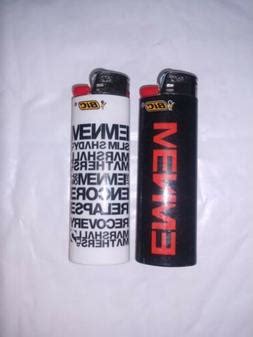 BIC
EMINEM
SLIM SHADY
MARSHALL
MATHERS
EMINEM
ENCORE
RELAPSE
RECOVERY
MARSHALL
MATHERS
BIC
EMINEM